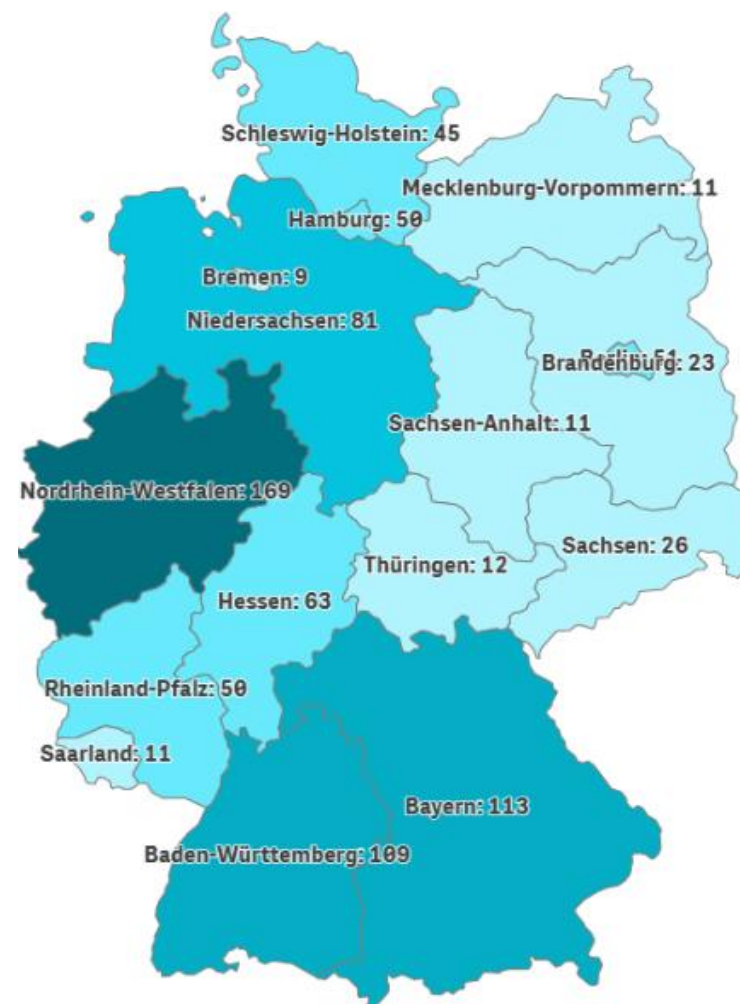 Schleswig-Holstein: 45
Mecklenburg-Vorpommern: 11
Hamburg: 50
Bremen: 9
Niedersachsen: 81
Brandenburg: 23
Sachsen-Anhalt: 11
Nordrhein-Westfalen: 169
Sachsen: 26
Thüringen: 12
Hessen: 63
Rheinland-Pfalz: 50
Saarland: 11
Bayern: 113
Baden-Württemberg: 109